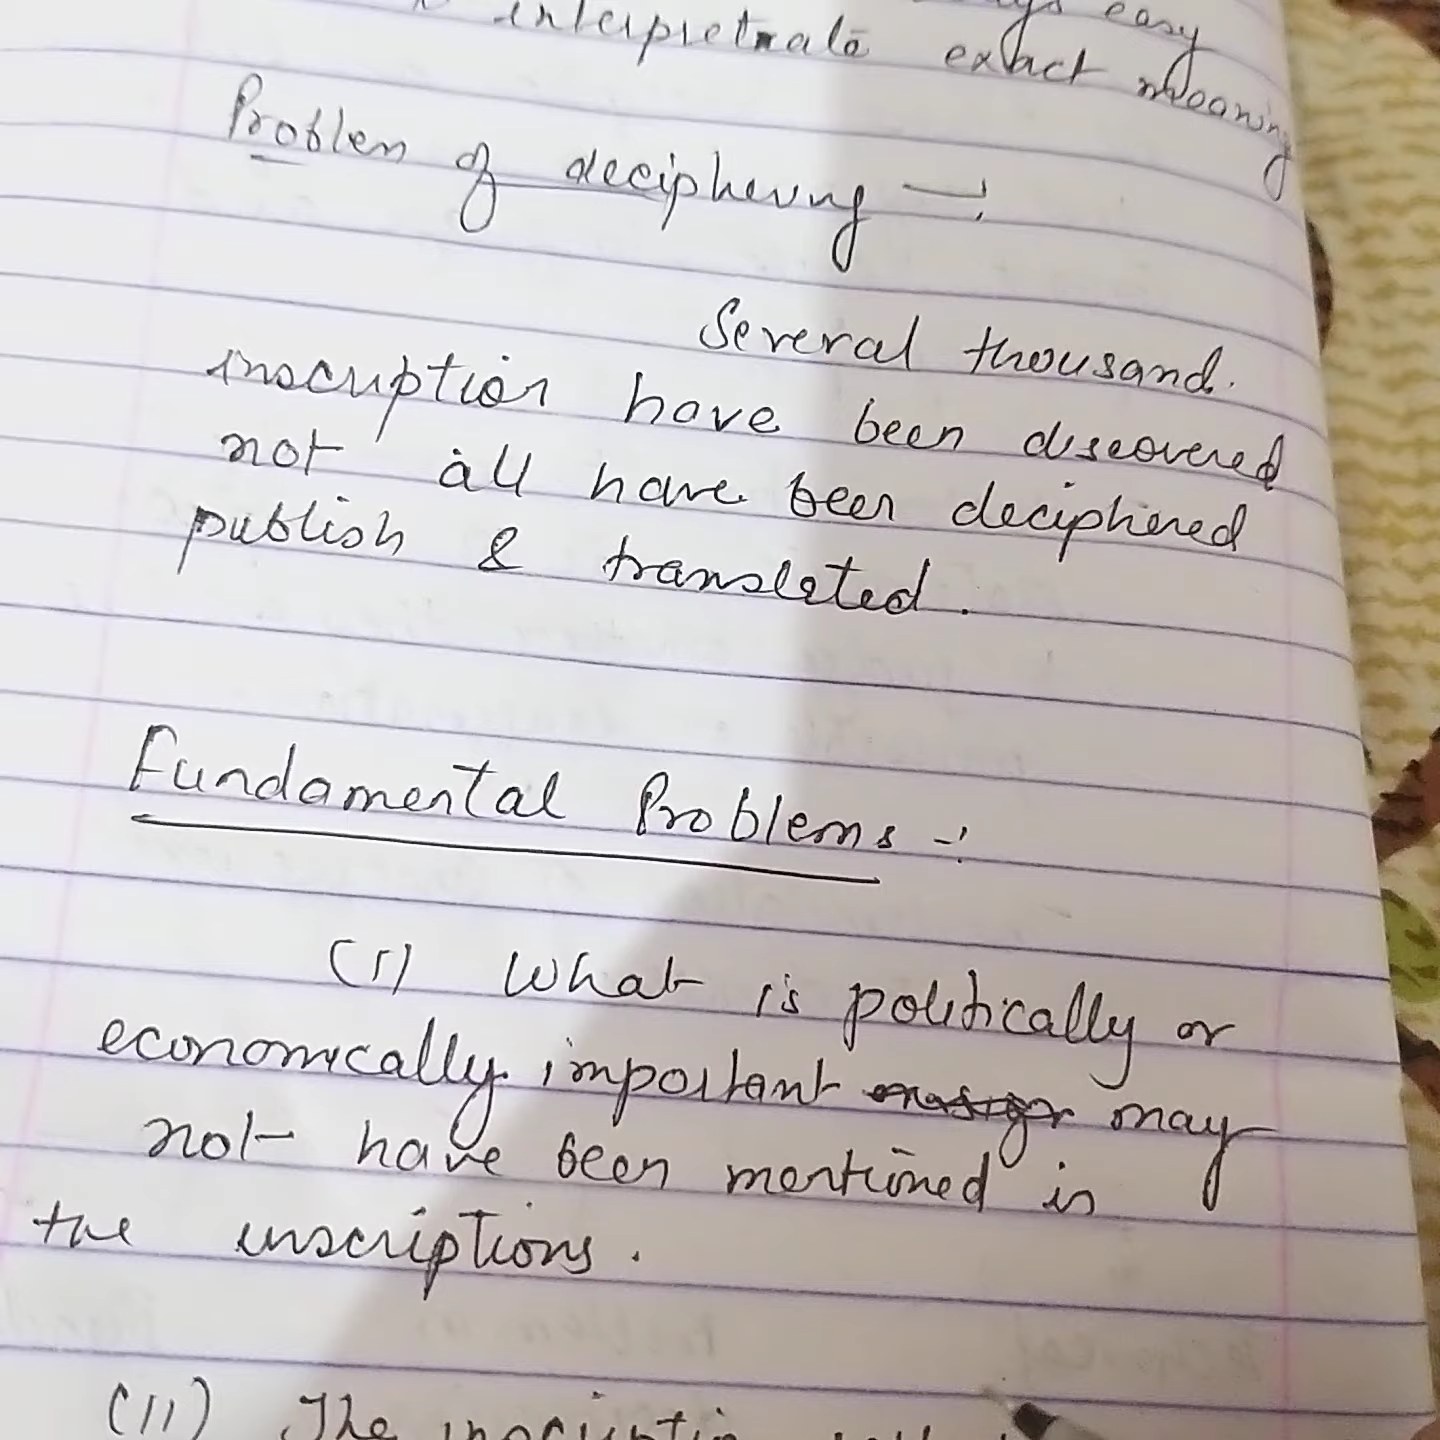 easy
interpretrate exact meaning
Problem of deciphering -:
Several thousand.
inscription have been discovered
not all have been deciphered
publish & translated.
Fundamental Problems -:
(I) What is politically or
economically important may
not have been mentioned in
the inscriptions.
(II) The